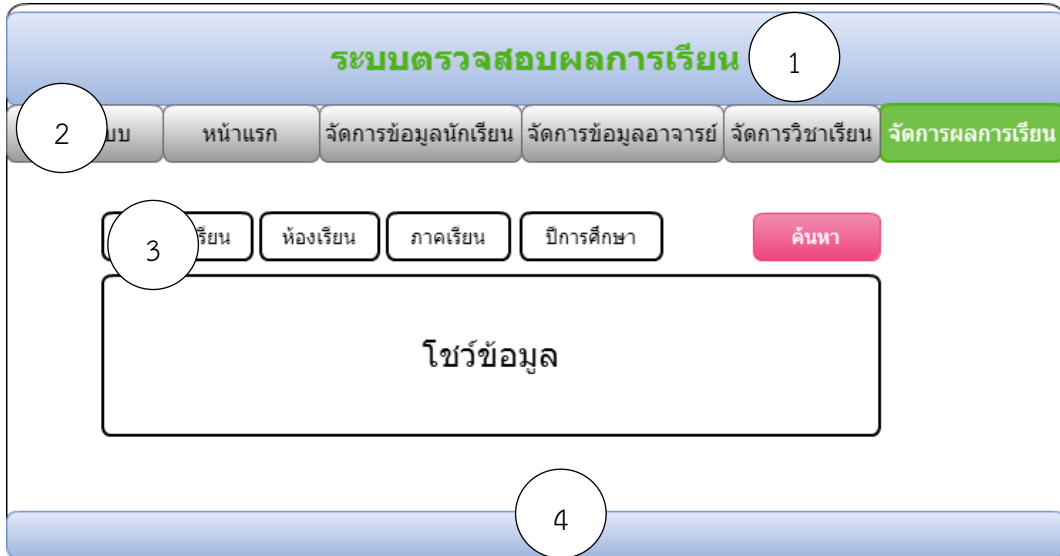 ระบบตรวจสอบผลการเรียน 1
2 หน้าแรก จัดการข้อมูลนักเรียน จัดการข้อมูลอาจารย์ จัดการวิชาเรียน จัดการผลการเรียน
3 ห้องเรียน ภาคเรียน ปีการศึกษา ค้นหา
โชว์ข้อมูล
4